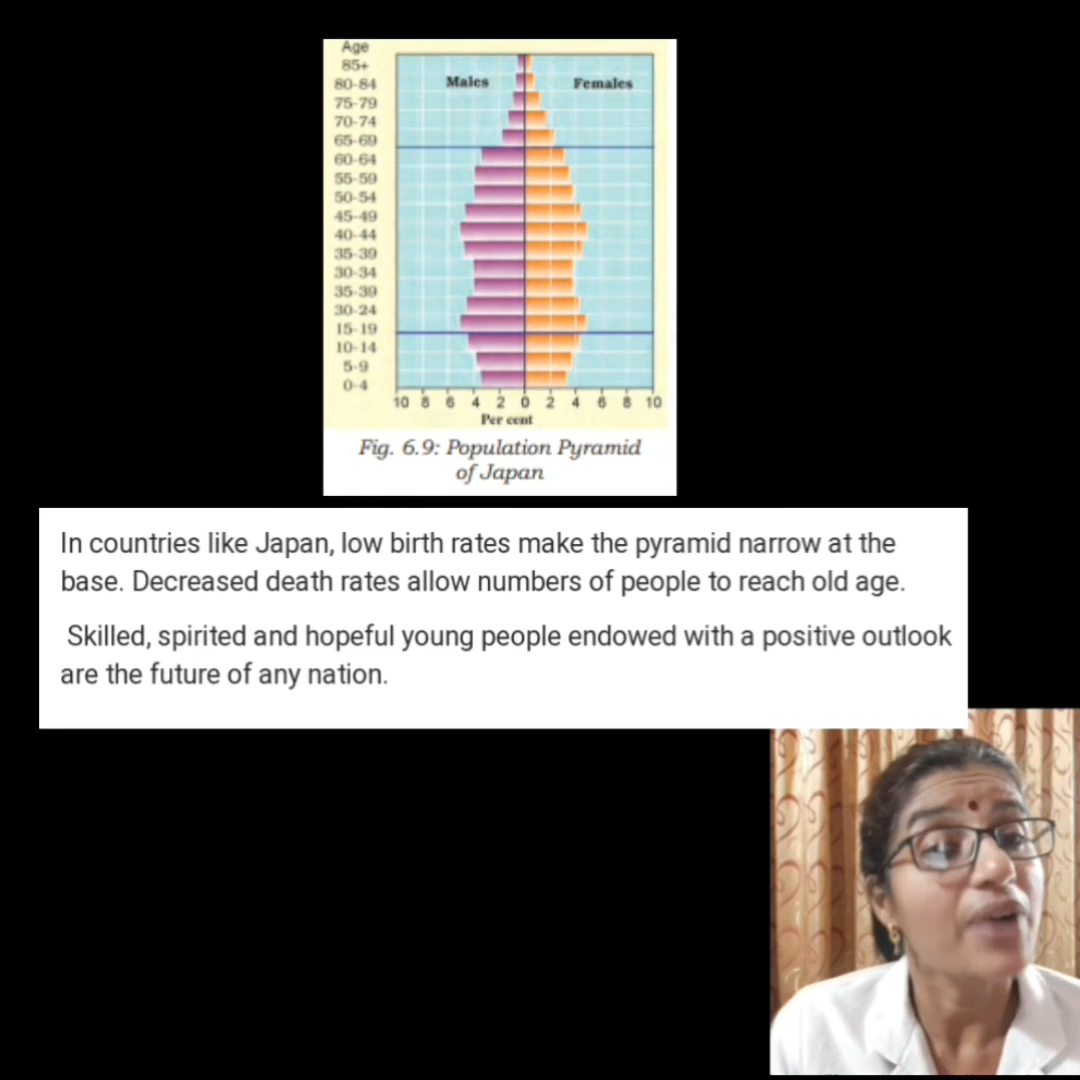 Age
85+
80-84
75-79
70-74
65-69
60-64
55-59
50-54
45-49
40-44
35-39
30-34
35-39
30-24
15-19
10-14
5-9
0-4
Males Females
10 8 6 4 2 0 2 4 6 8 10
Per cent
Fig. 6.9: Population Pyramid
of Japan
In countries like Japan, low birth rates make the pyramid narrow at the
base. Decreased death rates allow numbers of people to reach old age.
Skilled, spirited and hopeful young people endowed with a positive outlook
are the future of any nation.